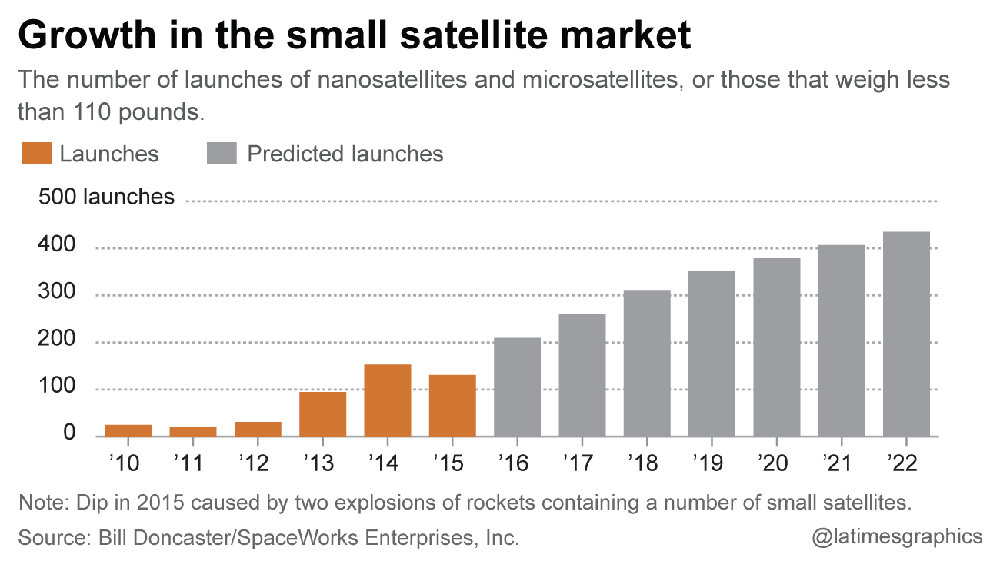 Growth in the small satellite market
The number of launches of nanosatellites and microsatellites, or those that weigh less
than 110 pounds.
Launches Predicted launches
500 launches
400
300
200
100
0
’10 ’11 ’12 ’13 ’14 ’15 ’16 ’17 ’18 ’19 ’20 ’21 ’22
Note: Dip in 2015 caused by two explosions of rockets containing a number of small satellites.
Source: Bill Doncaster/SpaceWorks Enterprises, Inc. @latimesgraphics